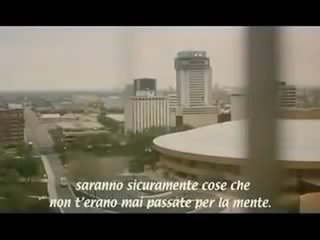 saranno sicuramente cose che
non t'erano mai passate per la mente.